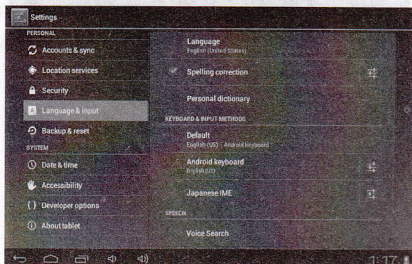 Settings
PERSONAL
Accounts & sync
Location services
Security
Language & input
Backup & reset
SYSTEM
Date & time
Accessibility
Developer options
About tablet
Language
English (United States)
Spelling correction
Personal dictionary
KEYBOARD & INPUT METHODS
Default
English (US) - Android keyboard
Android keyboard
English (US)
Japanese IME
SPEECH
Voice Search
1:17